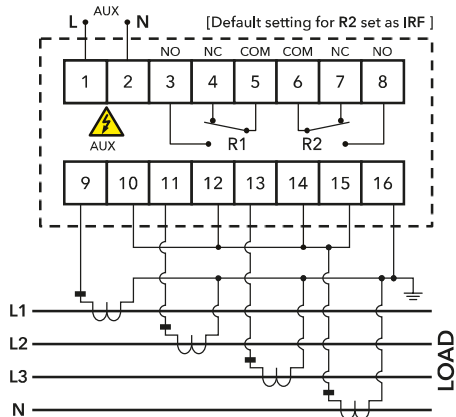 AUX
L N
[Default setting for R2 set as IRF ]
NO NC COM COM NC NO
1 2 3 4 5 6 7 8
AUX
R1 R2
9 10 11 12 13 14 15 16
L1
L2
L3
N
LOAD